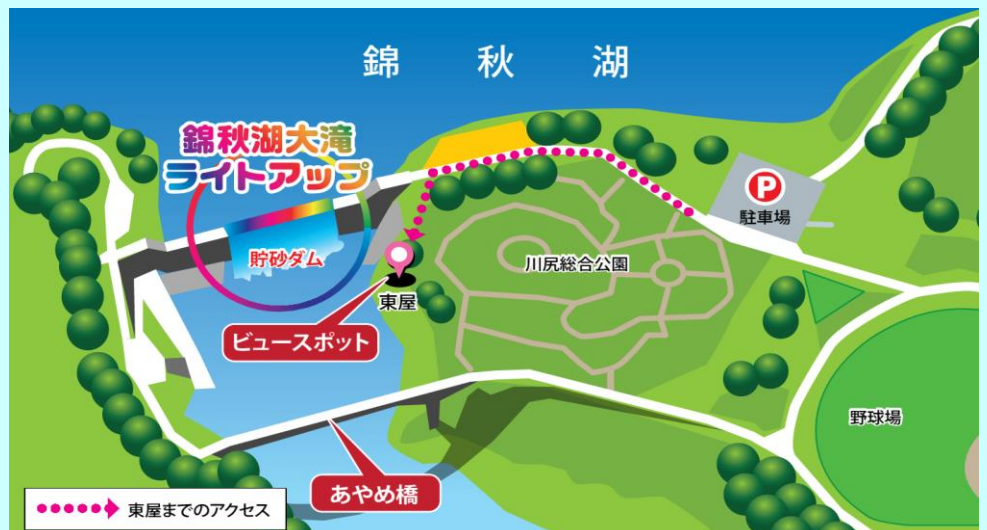 錦秋湖
錦秋湖大滝
ライトアップ
P
駐車場
貯砂ダム
川尻総合公園
東屋
ビュースポット
野球場
あやめ橋
東屋までのアクセス